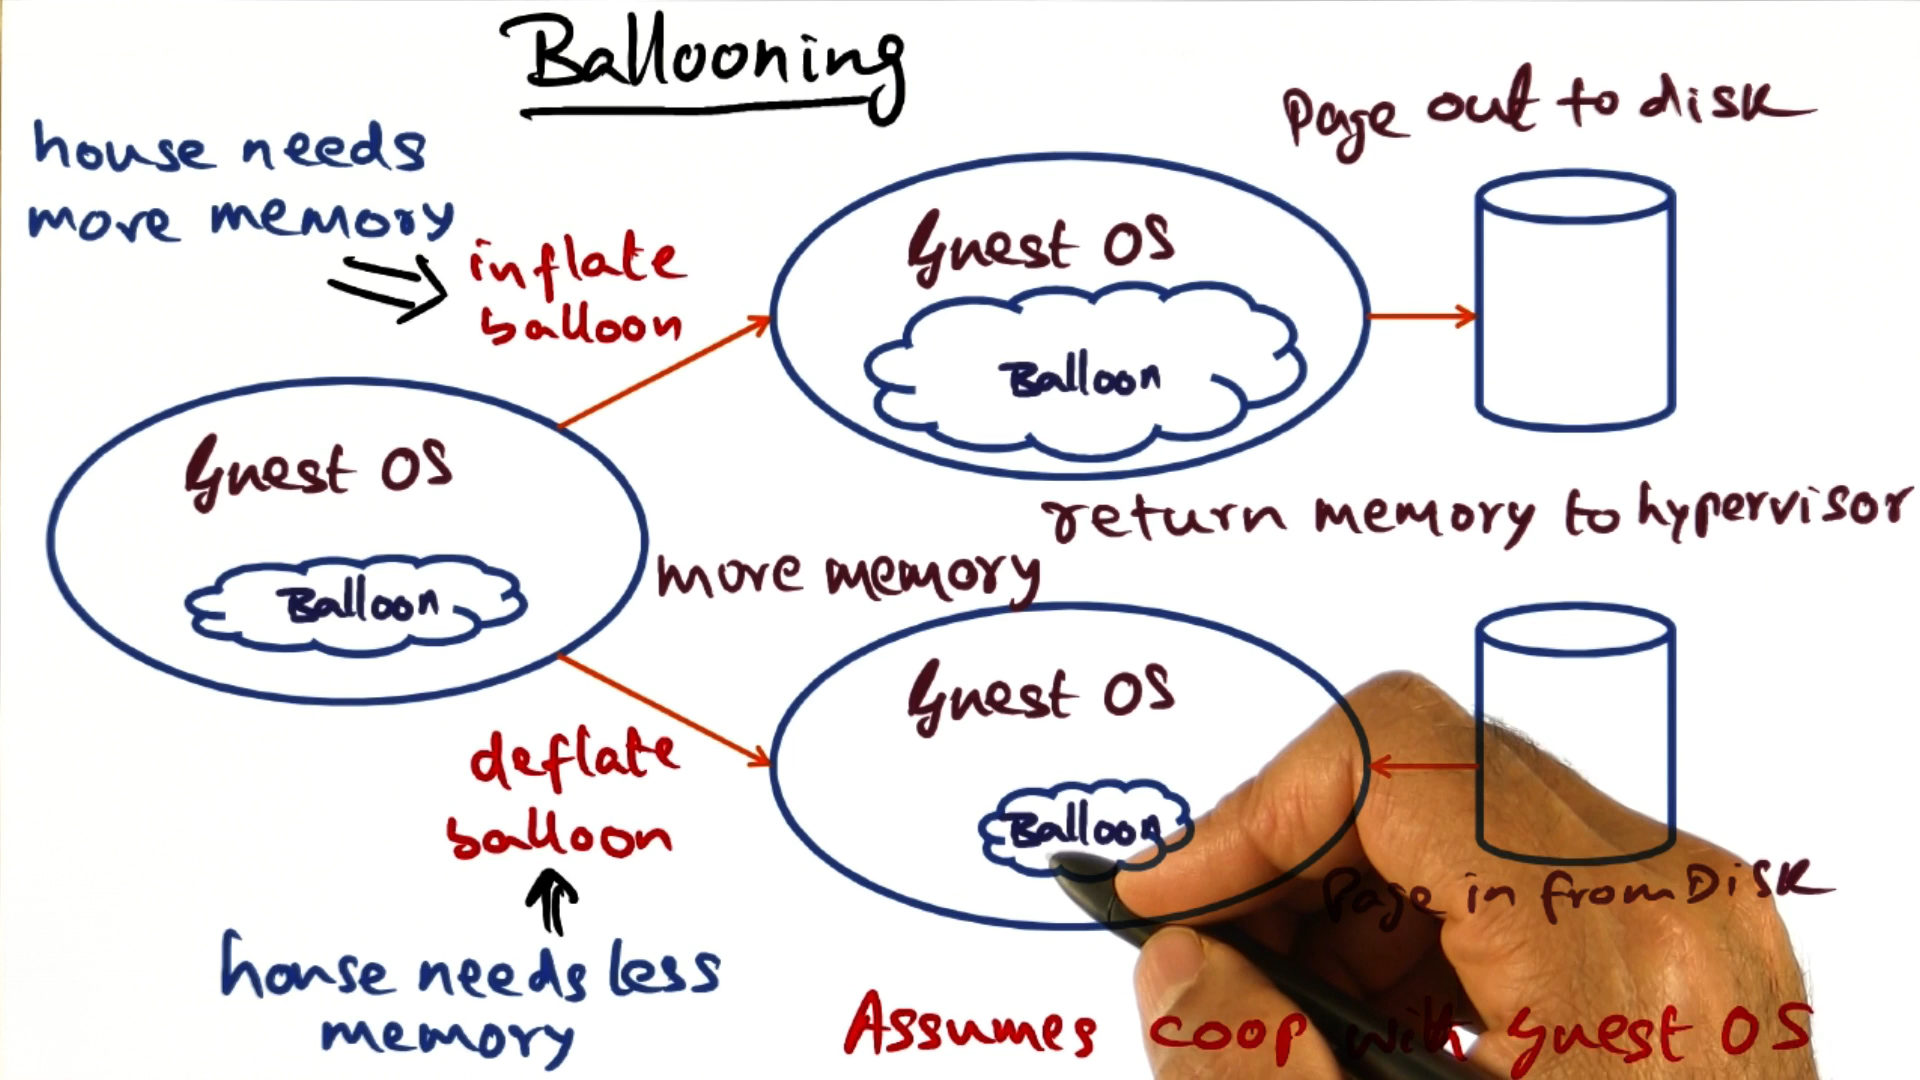 Ballooning
house needs
more memory
inflate
balloon
Page out to disk
Guest OS
Balloon
Guest OS
Balloon
return memory to hypervisor
more memory
Guest OS
Balloon
deflate
balloon
Page in from Disk
house needs less
memory
Assumes coop with guest OS